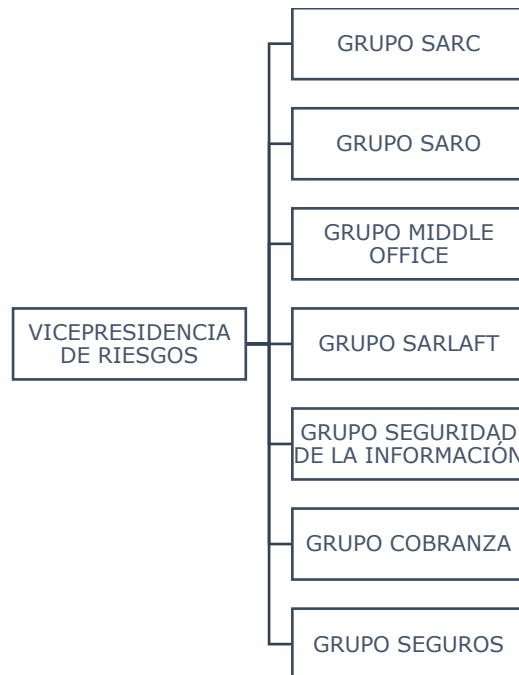 GRUPO SARC
GRUPO SARO
GRUPO MIDDLE
OFFICE
VICEPRESIDENCIA
DE RIESGOS
GRUPO SARLAFT
GRUPO SEGURIDAD
DE LA INFORMACIÓN
GRUPO COBRANZA
GRUPO SEGUROS